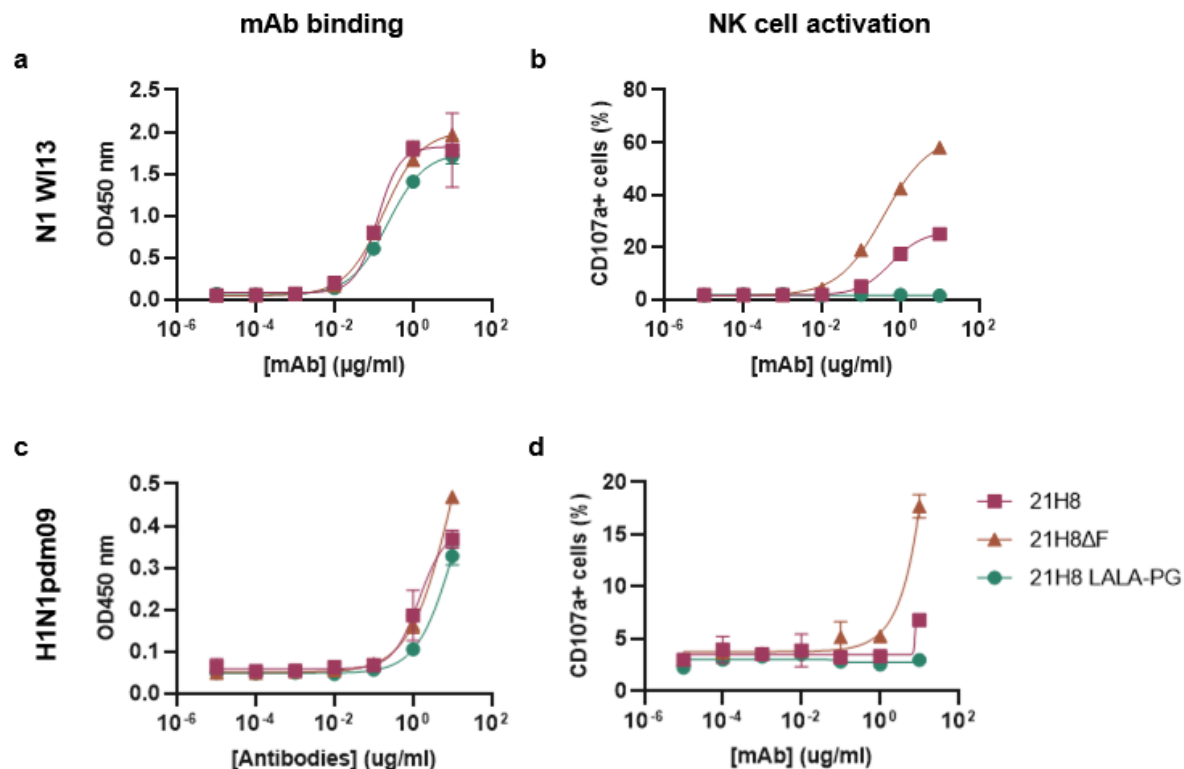 mAb binding
NK cell activation
a
N1 WI13
OD450 nm
2.5
2.0
1.5
1.0
0.5
0.0
10⁻⁶ 10⁻⁴ 10⁻² 10⁰ 10²
[mAb] (µg/ml)
b
CD107a+ cells (%)
80
60
40
20
0
10⁻⁶ 10⁻⁴ 10⁻² 10⁰ 10²
[mAb] (ug/ml)
c
H1N1pdm09
OD450 nm
0.5
0.4
0.3
0.2
0.1
0.0
10⁻⁶ 10⁻⁴ 10⁻² 10⁰ 10²
[Antibodies] (ug/ml)
d
CD107a+ cells (%)
20
15
10
5
0
10⁻⁶ 10⁻⁴ 10⁻² 10⁰ 10²
[mAb] (ug/ml)
21H8
21H8ΔF
21H8 LALA-PG